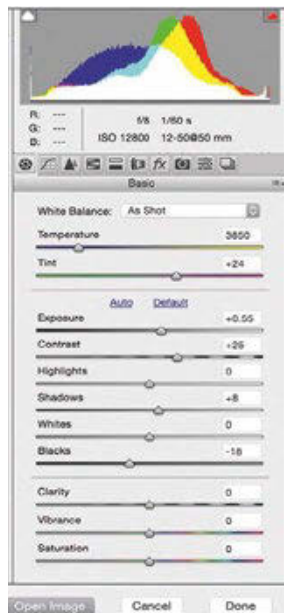 R: ---
G: ---
B: ---
f/8 1/60 s
ISO 12800 12-50@50 mm
fx
Basic
White Balance: As Shot
Temperature 3850
Tint +24
Auto Default
Exposure +0.55
Contrast +26
Highlights 0
Shadows +8
Whites 0
Blacks -18
Clarity 0
Vibrance 0
Saturation 0
Open Image Cancel Done